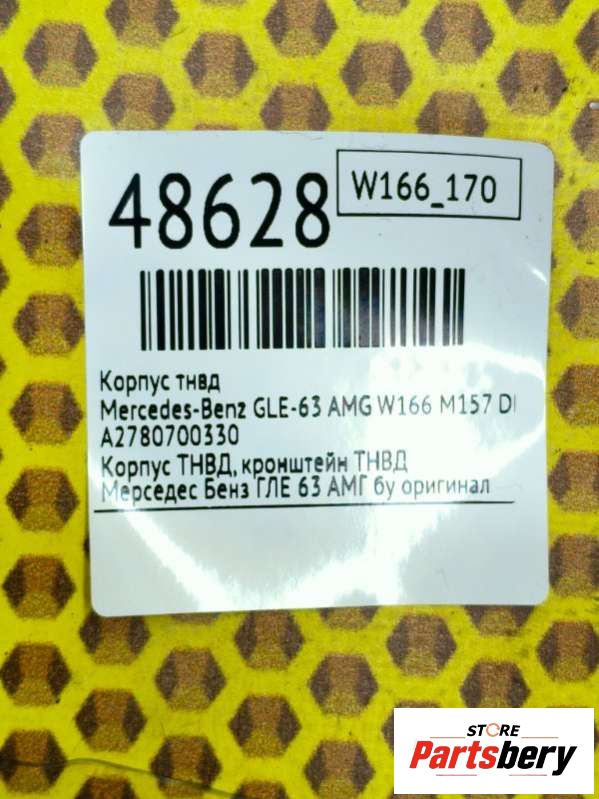 48628
W166_170
Корпус тнвд
Mercedes-Benz GLE-63 AMG W166 M157 DI
A2780700330
Корпус ТНВД, кронштейн ТНВД
Мерседес Бенз ГЛЕ 63 АМГ бу оригинал
STORE
Partsbery